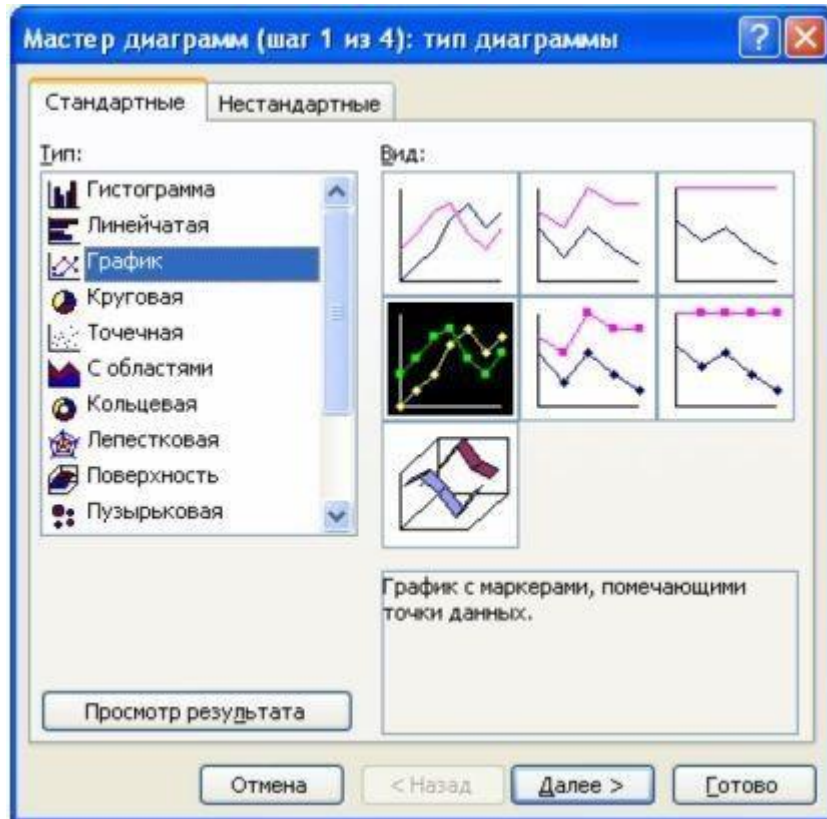 Мастер диаграмм (шаг 1 из 4): тип диаграммы
Стандартные
Нестандартные
Тип:
Вид:
Гистограмма
Линейчатая
График
Круговая
Точечная
С областями
Кольцевая
Лепестковая
Поверхность
Пузырьковая
График с маркерами, помечающими
точки данных.
Просмотр результата
Отмена
< Назад
Далее >
Готово